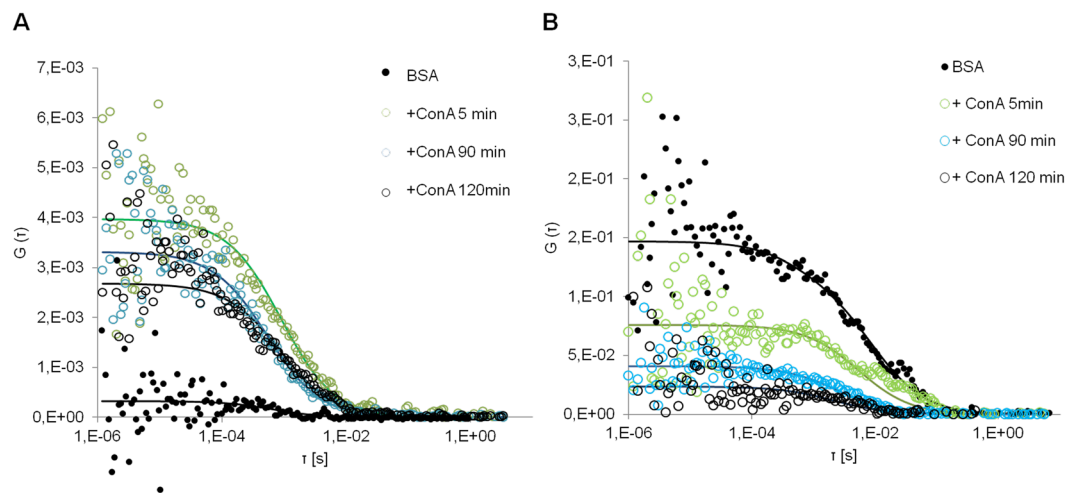 A
7,E-03
6,E-03
5,E-03
4,E-03
3,E-03
2,E-03
1,E-03
0,E+00
G (τ)
1,E-06
1,E-04
1,E-02
1,E+00
τ [s]
BSA
+ConA 5 min
+ConA 90 min
+ConA 120min
B
3,E-01
3,E-01
2,E-01
2,E-01
1,E-01
5,E-02
0,E+00
G (τ)
1,E-06
1,E-04
1,E-02
1,E+00
τ [s]
BSA
+ ConA 5min
+ ConA 90 min
+ ConA 120 min